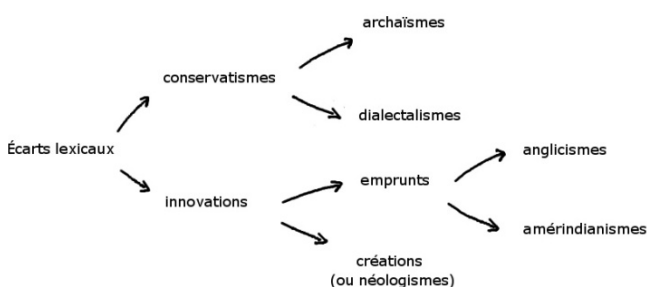 archaïsmes
conservatismes
dialectalismes
Écarts lexicaux
anglicismes
emprunts
innovations
amérindianismes
créations
(ou néologismes)